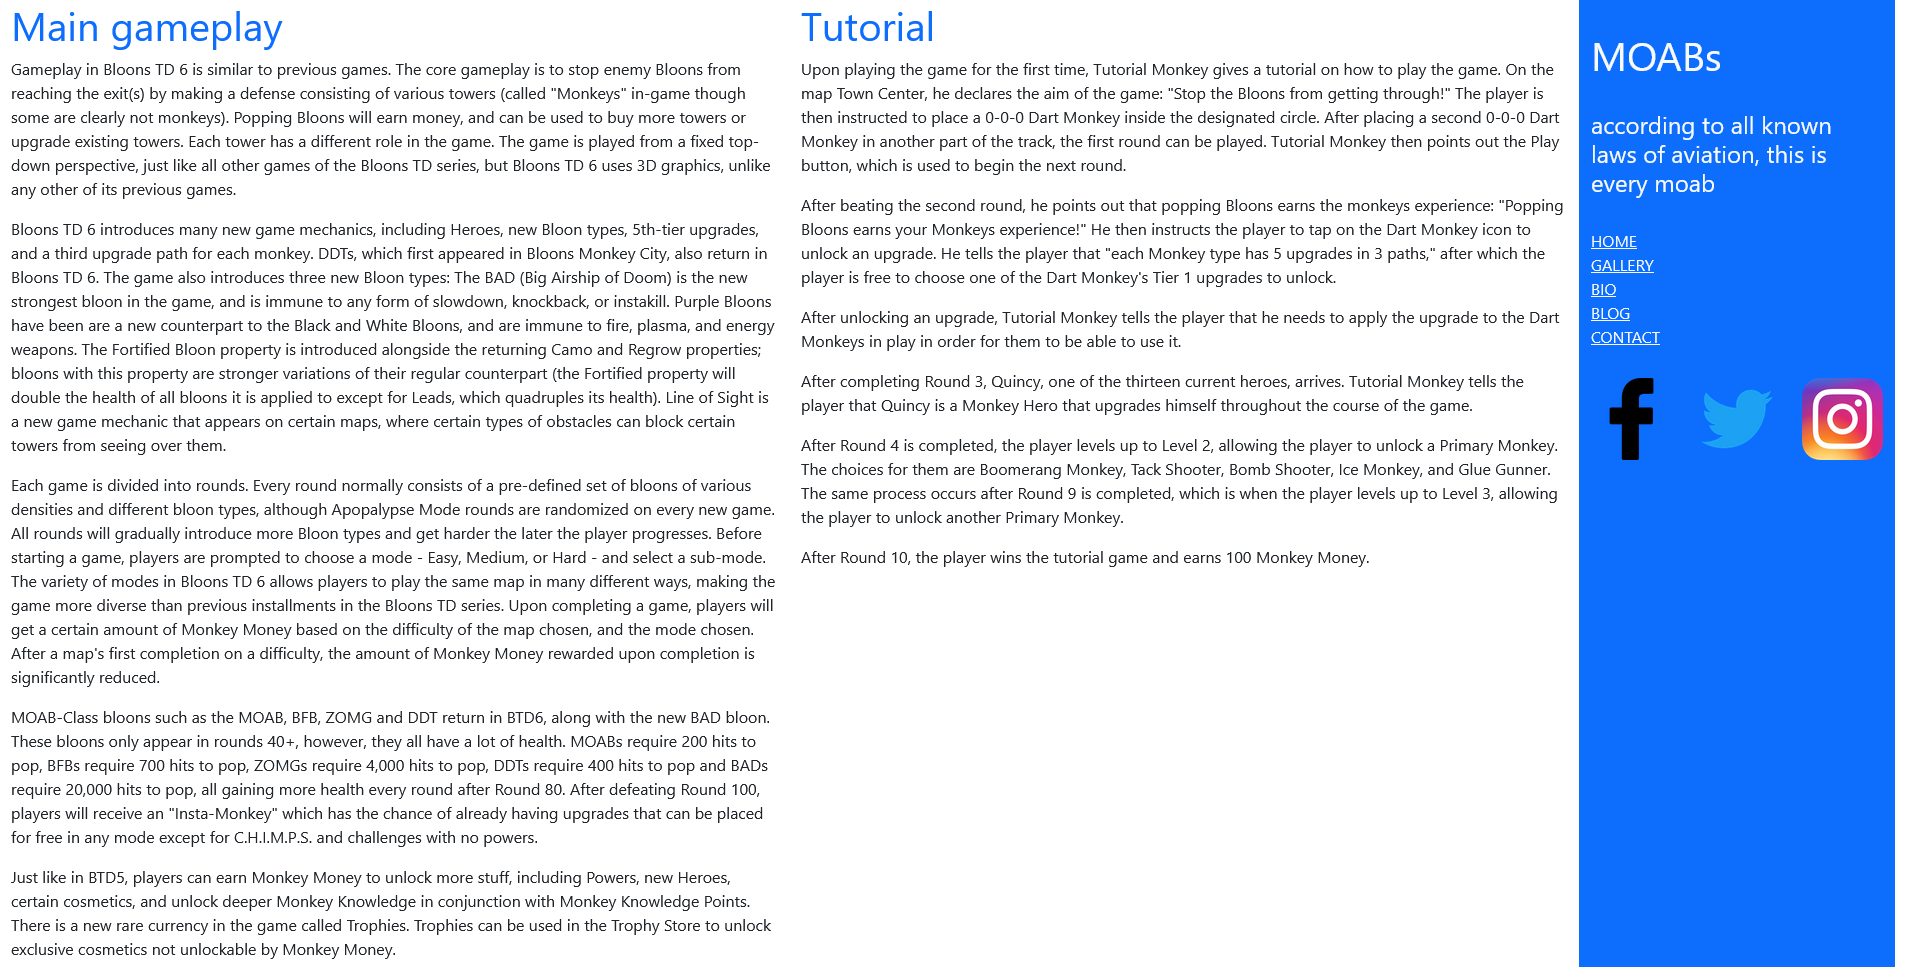 Main gameplay
Gameplay in Bloons TD 6 is similar to previous games. The core gameplay is to stop enemy Bloons from
reaching the exit(s) by making a defense consisting of various towers (called "Monkeys" in-game though
some are clearly not monkeys). Popping Bloons will earn money, and can be used to buy more towers or
upgrade existing towers. Each tower has a different role in the game. The game is played from a fixed top-
down perspective, just like all other games of the Bloons TD series, but Bloons TD 6 uses 3D graphics, unlike
any other of its previous games.
Bloons TD 6 introduces many new game mechanics, including Heroes, new Bloon types, 5th-tier upgrades,
and a third upgrade path for each monkey. DDTs, which first appeared in Bloons Monkey City, also return in
Bloons TD 6. The game also introduces three new Bloon types: The BAD (Big Airship of Doom) is the new
strongest bloon in the game, and is immune to any form of slowdown, knockback, or instakill. Purple Bloons
have been are a new counterpart to the Black and White Bloons, and are immune to fire, plasma, and energy
weapons. The Fortified Bloon property is introduced alongside the returning Camo and Regrow properties;
bloons with this property are stronger variations of their regular counterpart (the Fortified property will
double the health of all bloons it is applied to except for Leads, which quadruples its health). Line of Sight is
a new game mechanic that appears on certain maps, where certain types of obstacles can block certain
towers from seeing over them.
Each game is divided into rounds. Every round normally consists of a pre-defined set of bloons of various
densities and different bloon types, although Apopalypse Mode rounds are randomized on every new game.
All rounds will gradually introduce more Bloon types and get harder the later the player progresses. Before
starting a game, players are prompted to choose a mode - Easy, Medium, or Hard - and select a sub-mode.
The variety of modes in Bloons TD 6 allows players to play the same map in many different ways, making the
game more diverse than previous installments in the Bloons TD series. Upon completing a game, players will
get a certain amount of Monkey Money based on the difficulty of the map chosen, and the mode chosen.
After a map's first completion on a difficulty, the amount of Monkey Money rewarded upon completion is
significantly reduced.
MOAB-Class bloons such as the MOAB, BFB, ZOMG and DDT return in BTD6, along with the new BAD bloon.
These bloons only appear in rounds 40+, however, they all have a lot of health. MOABs require 200 hits to
pop, BFBs require 700 hits to pop, ZOMGs require 4,000 hits to pop, DDTs require 400 hits to pop and BADs
require 20,000 hits to pop, all gaining more health every round after Round 80. After defeating Round 100,
players will receive an "Insta-Monkey" which has the chance of already having upgrades that can be placed
for free in any mode except for C.H.I.M.P.S. and challenges with no powers.
Just like in BTD5, players can earn Monkey Money to unlock more stuff, including Powers, new Heroes,
certain cosmetics, and unlock deeper Monkey Knowledge in conjunction with Monkey Knowledge Points.
There is a new rare currency in the game called Trophies. Trophies can be used in the Trophy Store to unlock
exclusive cosmetics not unlockable by Monkey Money.
Tutorial
Upon playing the game for the first time, Tutorial Monkey gives a tutorial on how to play the game. On the
map Town Center, he declares the aim of the game: "Stop the Bloons from getting through!" The player is
then instructed to place a 0-0-0 Dart Monkey inside the designated circle. After placing a second 0-0-0 Dart
Monkey in another part of the track, the first round can be played. Tutorial Monkey then points out the Play
button, which is used to begin the next round.
After beating the second round, he points out that popping Bloons earns the monkeys experience: "Popping
Bloons earns your Monkeys experience!" He then instructs the player to tap on the Dart Monkey icon to
unlock an upgrade. He tells the player that "each Monkey type has 5 upgrades in 3 paths," after which the
player is free to choose one of the Dart Monkey's Tier 1 upgrades to unlock.
After unlocking an upgrade, Tutorial Monkey tells the player that he needs to apply the upgrade to the Dart
Monkeys in play in order for them to be able to use it.
After completing Round 3, Quincy, one of the thirteen current heroes, arrives. Tutorial Monkey tells the
player that Quincy is a Monkey Hero that upgrades himself throughout the course of the game.
After Round 4 is completed, the player levels up to Level 2, allowing the player to unlock a Primary Monkey.
The choices for them are Boomerang Monkey, Tack Shooter, Bomb Shooter, Ice Monkey, and Glue Gunner.
The same process occurs after Round 9 is completed, which is when the player levels up to Level 3, allowing
the player to unlock another Primary Monkey.
After Round 10, the player wins the tutorial game and earns 100 Monkey Money.
MOABs
according to all known
laws of aviation, this is
every moab
HOME
GALLERY
BIO
BLOG
CONTACT